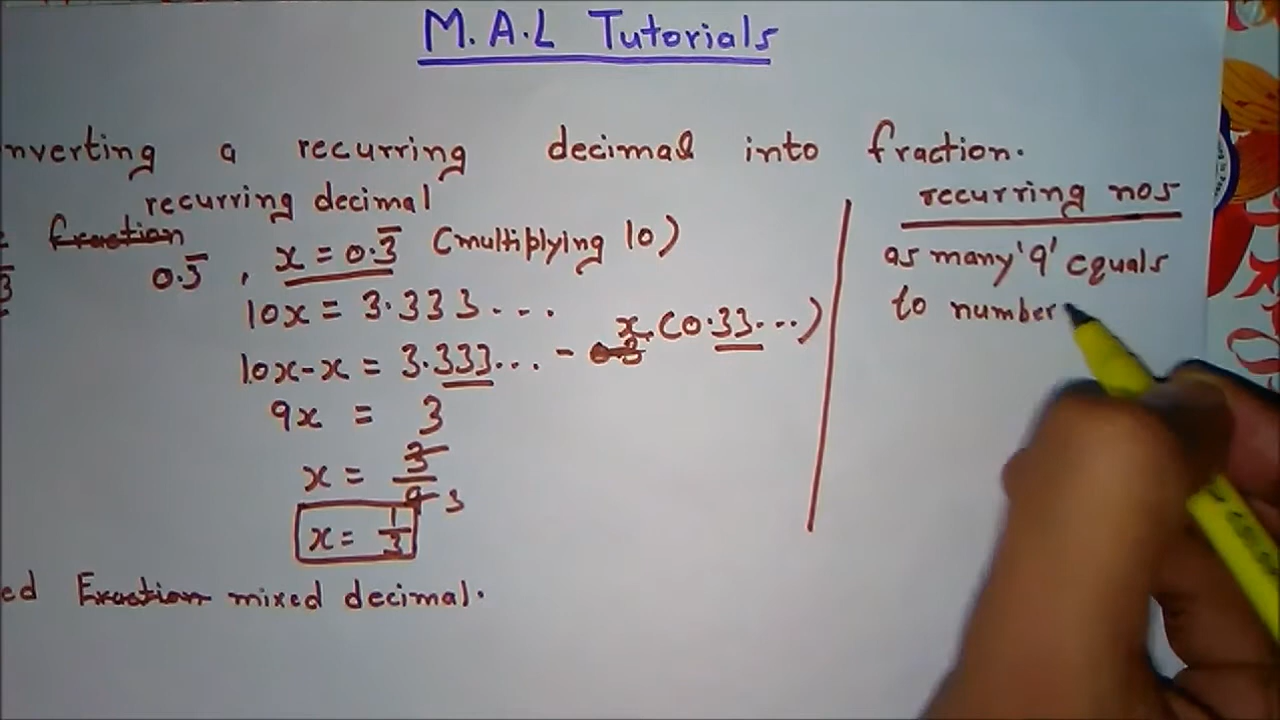 M.A.L Tutorials
nverting a recurring decimal into fraction.
recurring decimal
fraction
0.5̅ , x = 0.3̅ (multiplying 10)
3
10x = 3.333...
10x-x = 3.333... - x (0.33...)
9x = 3
x = 3/9 3
x = 1/3
ed Fraction mixed decimal.
recurring nos
as many '9' equals
to number